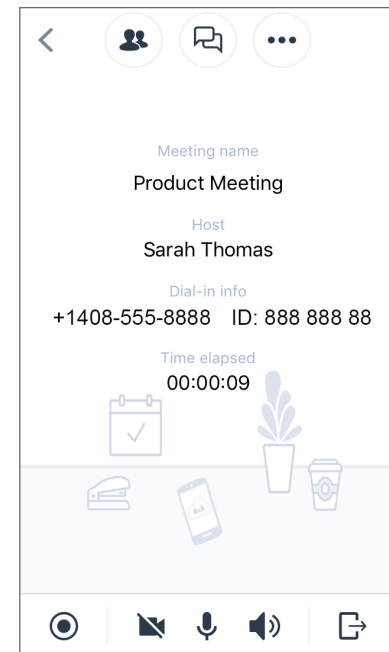 Meeting name
Product Meeting
Host
Sarah Thomas
Dial-in info
+1408-555-8888 ID: 888 888 88
Time elapsed
00:00:09
8x8